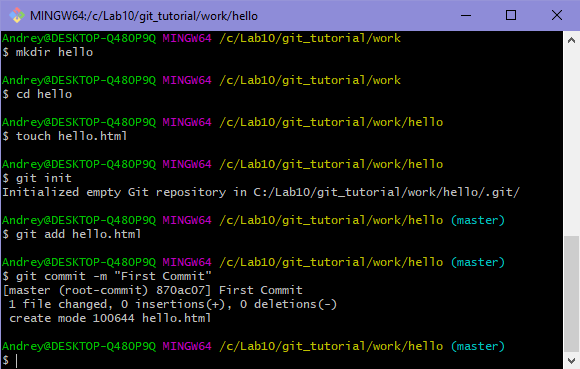 MINGW64:/c/Lab10/git_tutorial/work/hello
Andrey@DESKTOP-Q480P9Q MINGW64 /c/Lab10/git_tutorial/work
$ mkdir hello
Andrey@DESKTOP-Q480P9Q MINGW64 /c/Lab10/git_tutorial/work
$ cd hello
Andrey@DESKTOP-Q480P9Q MINGW64 /c/Lab10/git_tutorial/work/hello
$ touch hello.html
Andrey@DESKTOP-Q480P9Q MINGW64 /c/Lab10/git_tutorial/work/hello
$ git init
Initialized empty Git repository in C:/Lab10/git_tutorial/work/hello/.git/
Andrey@DESKTOP-Q480P9Q MINGW64 /c/Lab10/git_tutorial/work/hello (master)
$ git add hello.html
Andrey@DESKTOP-Q480P9Q MINGW64 /c/Lab10/git_tutorial/work/hello (master)
$ git commit -m "First Commit"
[master (root-commit) 870ac07] First Commit
 1 file changed, 0 insertions(+), 0 deletions(-)
 create mode 100644 hello.html
Andrey@DESKTOP-Q480P9Q MINGW64 /c/Lab10/git_tutorial/work/hello (master)
$